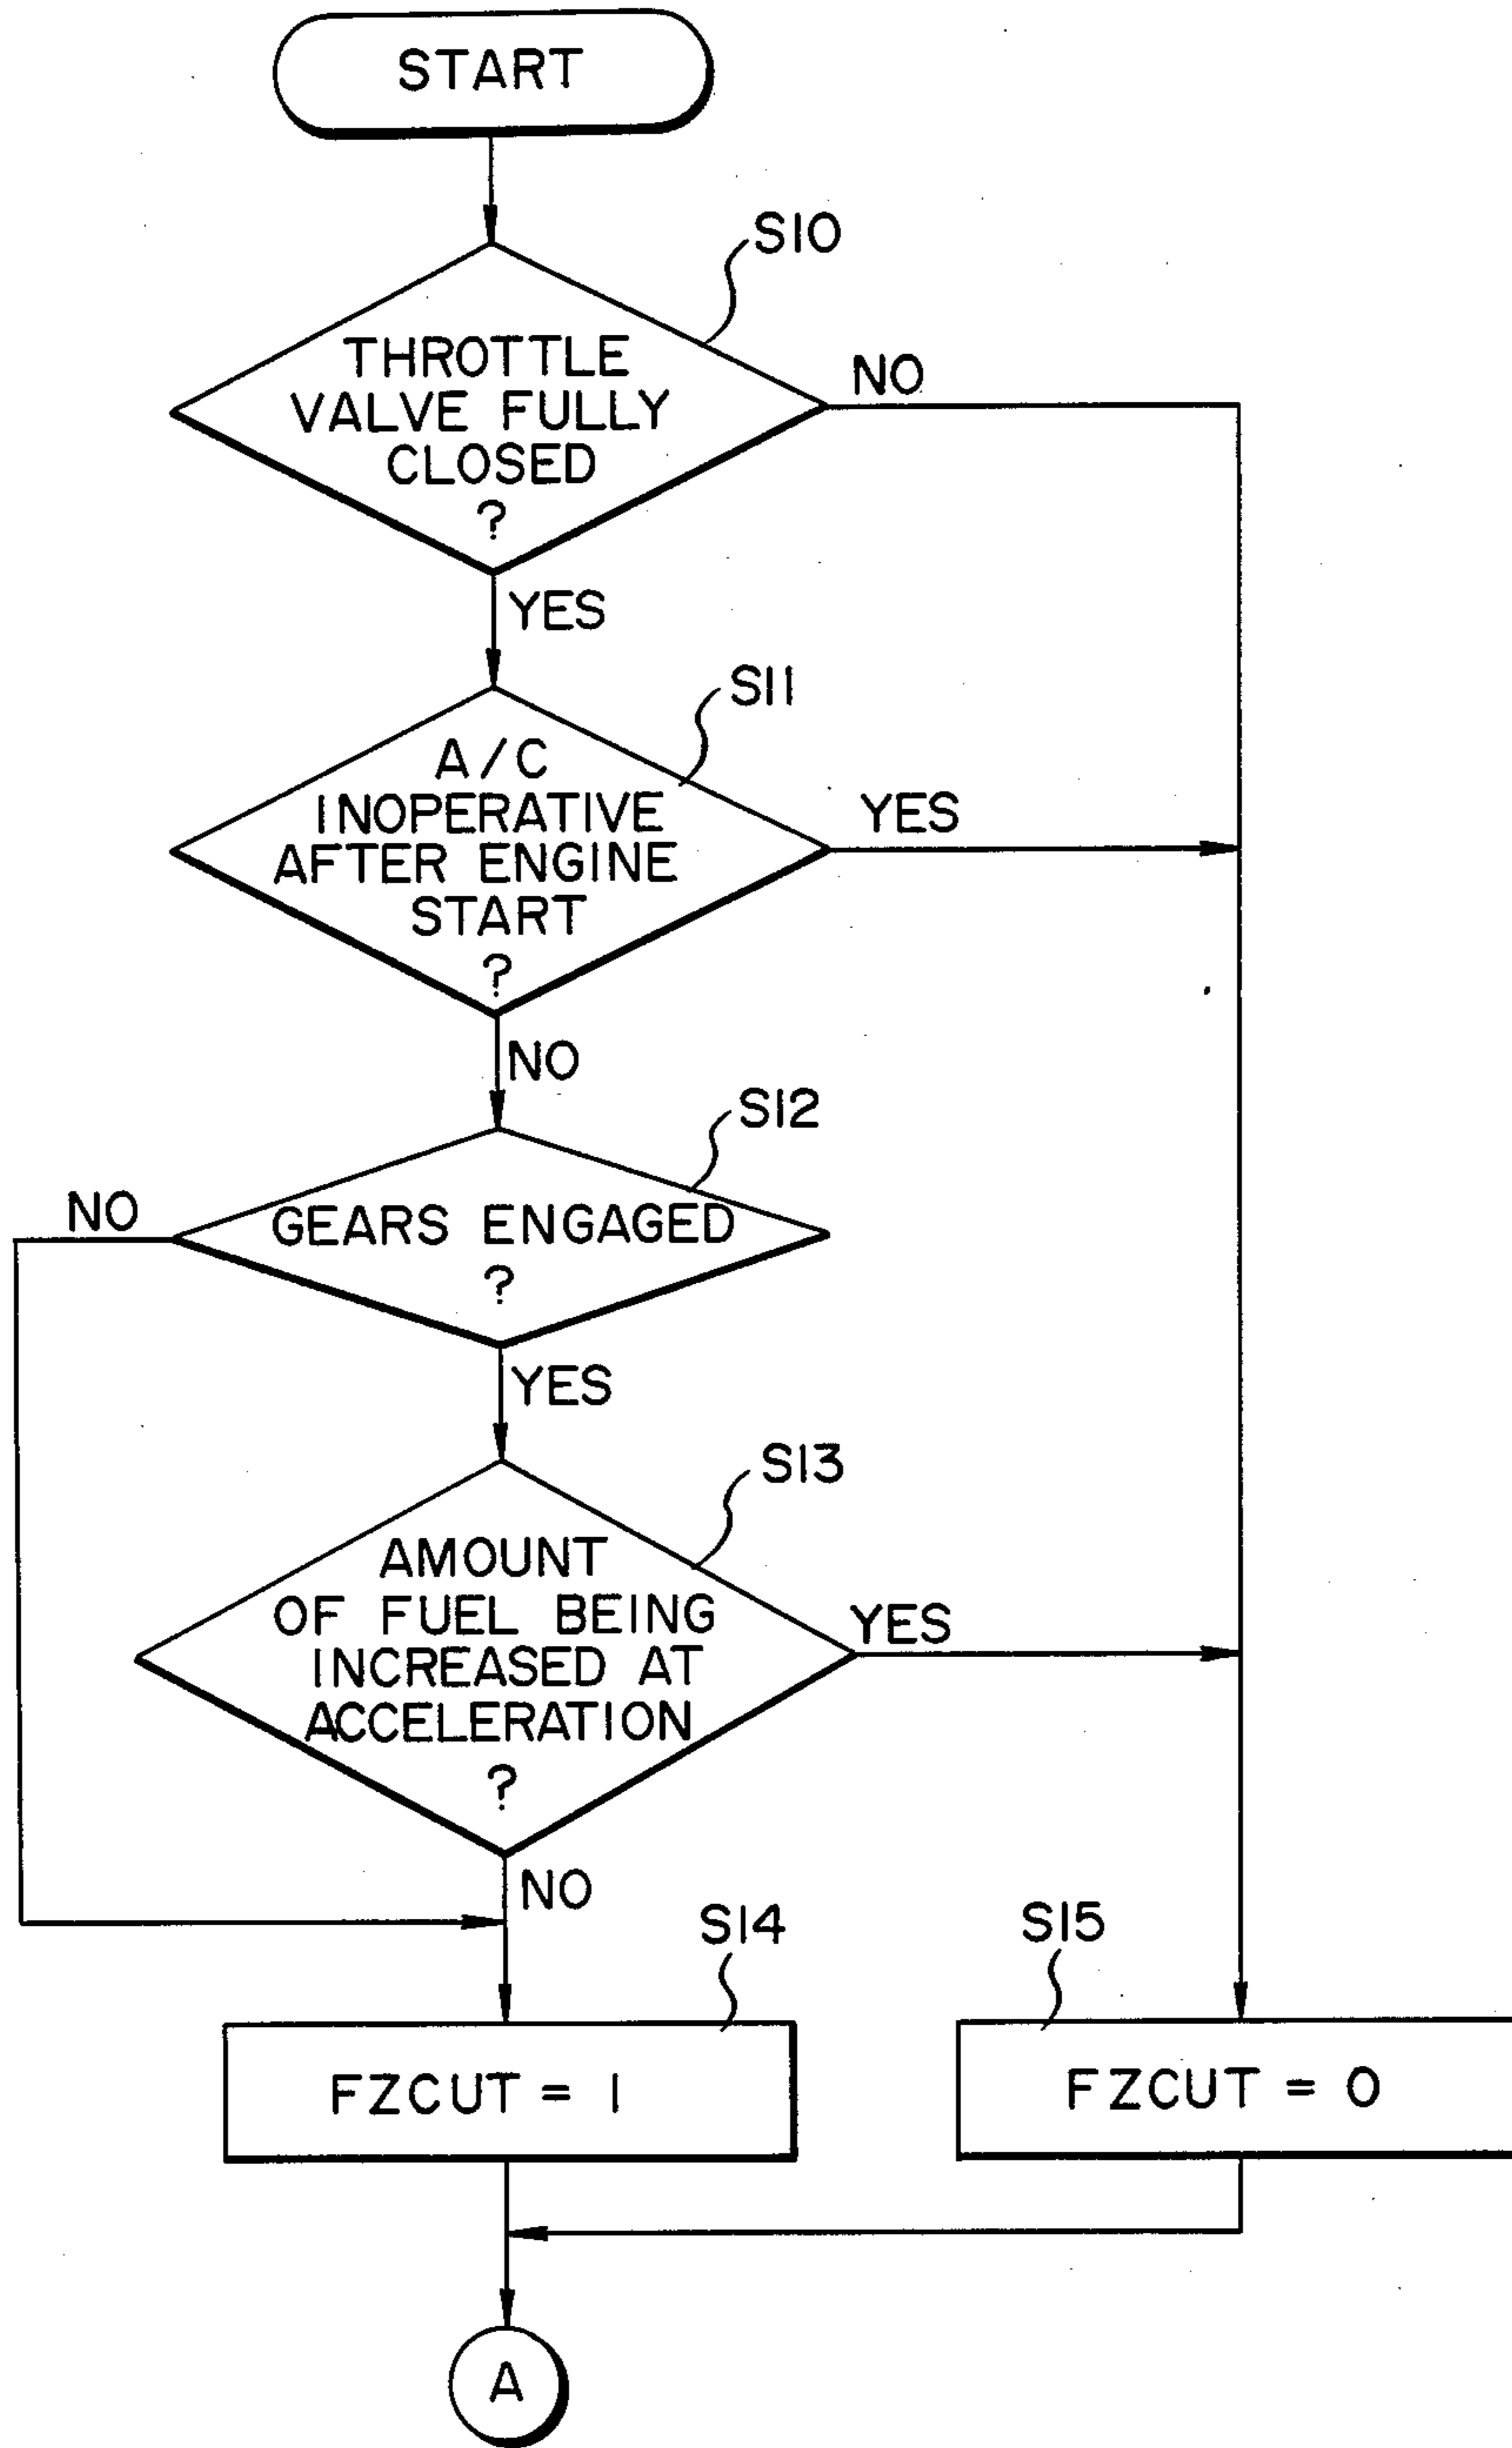 START
S10
THROTTLE
VALVE FULLY
CLOSED
?
NO
YES
S11
A/C
INOPERATIVE
AFTER ENGINE
START
?
YES
NO
S12
NO
GEARS ENGAGED
?
YES
S13
AMOUNT
OF FUEL BEING
INCREASED AT
ACCELERATION
?
YES
NO
S14
S15
FZCUT = 1
FZCUT = 0
A